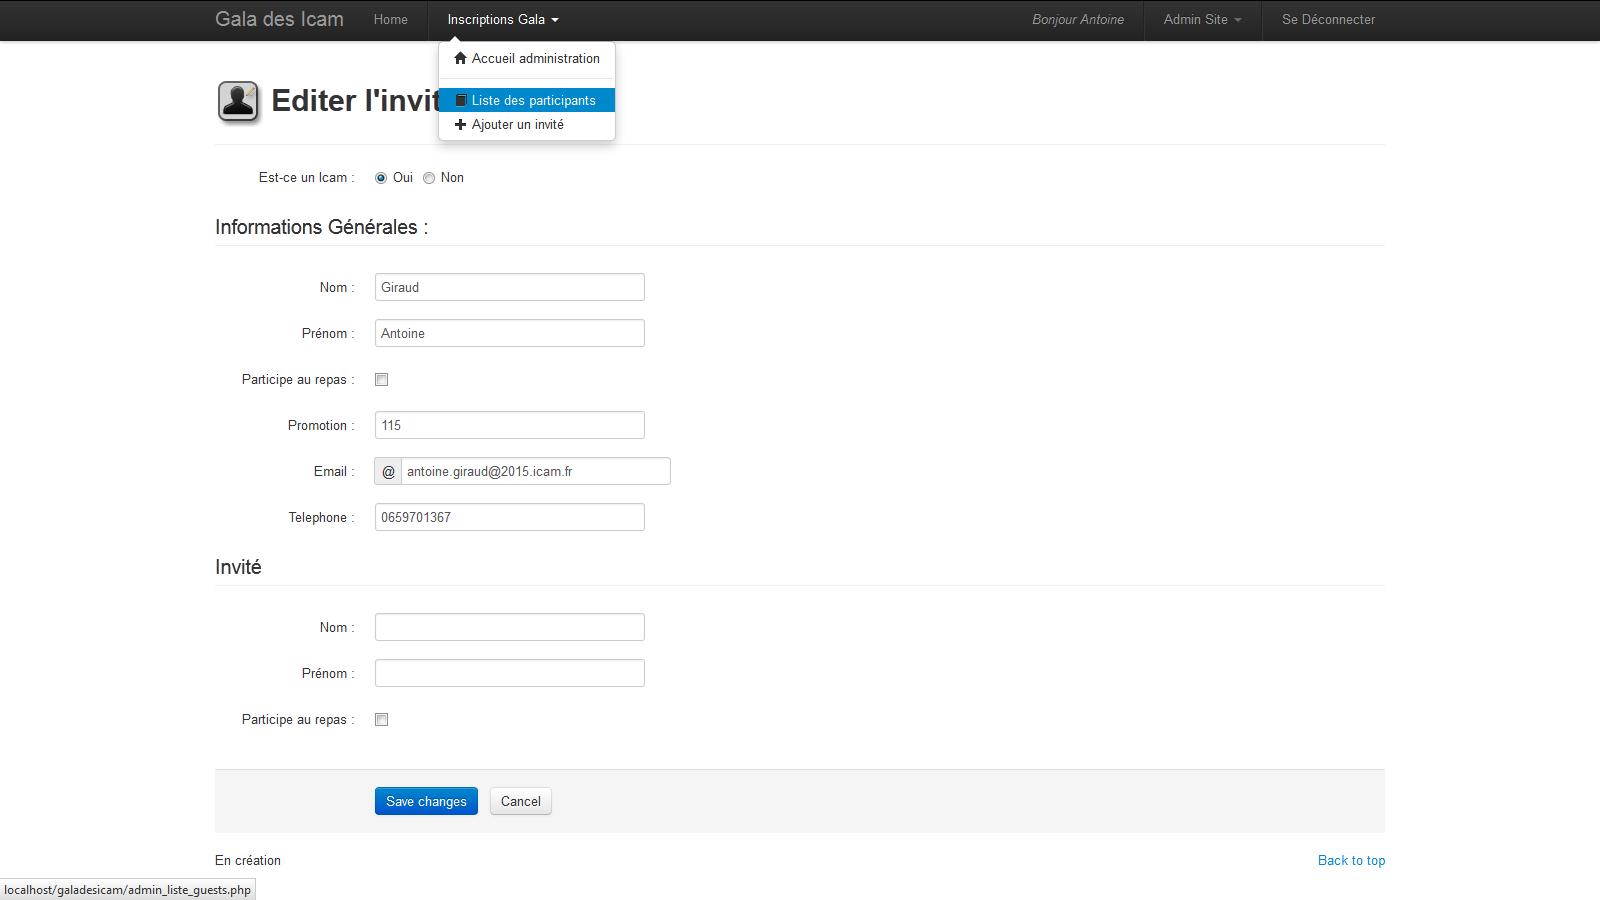 Gala des Icam Home Inscriptions Gala Bonjour Antoine Admin Site Se Déconnecter
Accueil administration
Liste des participants
Ajouter un invité
Editer l'invit
Est-ce un Icam : Oui Non
Informations Générales :
Nom : Giraud
Prénom : Antoine
Participe au repas :
Promotion : 115
Email : @ antoine.giraud@2015.icam.fr
Telephone : 0659701367
Invité
Nom :
Prénom :
Participe au repas :
Save changes Cancel
En création Back to top
localhost/galadesicam/admin_liste_guests.php